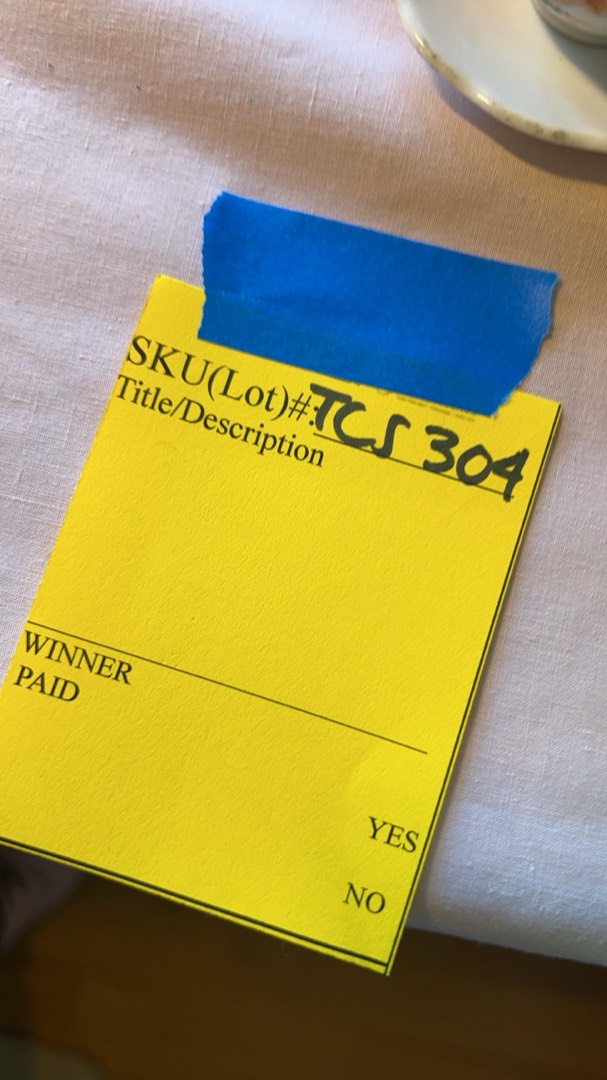 SKU(Lot)#: TCS 304
Title/Description
WINNER
PAID
YES
NO